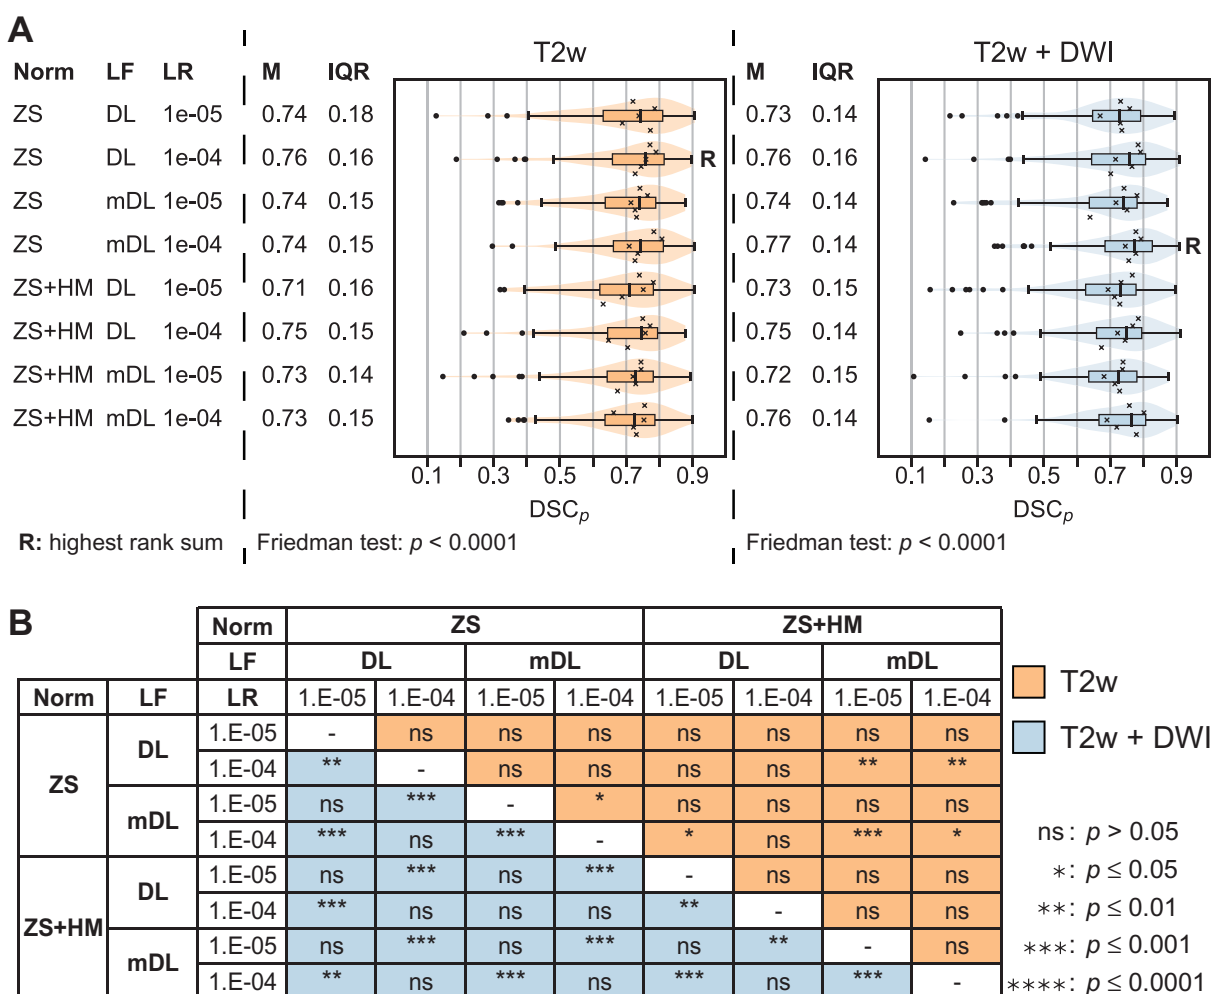 A
T2w
T2w + DWI
Norm LF LR M IQR M IQR
ZS DL 1e-05 0.74 0.18 0.73 0.14
ZS DL 1e-04 0.76 0.16 R 0.76 0.16
ZS mDL 1e-05 0.74 0.15 0.74 0.14
ZS mDL 1e-04 0.74 0.15 0.77 0.14 R
ZS+HM DL 1e-05 0.71 0.16 0.73 0.15
ZS+HM DL 1e-04 0.75 0.15 0.75 0.14
ZS+HM mDL 1e-05 0.73 0.14 0.72 0.15
ZS+HM mDL 1e-04 0.73 0.15 0.76 0.14
0.1 0.3 0.5 0.7 0.9 0.1 0.3 0.5 0.7 0.9
DSCp DSCp
R: highest rank sum Friedman test: p < 0.0001 Friedman test: p < 0.0001
B
Norm ZS ZS+HM
LF DL mDL DL mDL
Norm LF LR 1.E-05 1.E-04 1.E-05 1.E-04 1.E-05 1.E-04 1.E-05 1.E-04
ZS DL 1.E-05 - ns ns ns ns ns ns ns
1.E-04 ** - ns ns ns ns ** **
mDL 1.E-05 ns *** - * ns ns ns ns
1.E-04 *** ns *** - * ns *** *
ZS+HM DL 1.E-05 ns *** ns *** - ns ns ns
1.E-04 *** ns ns ns ** - ns ns
mDL 1.E-05 ns *** ns *** ns ** - ns
1.E-04 ** ns *** ns *** ns *** -
T2w
T2w + DWI
ns: p > 0.05
*: p ≤ 0.05
**: p ≤ 0.01
***: p ≤ 0.001
****: p ≤ 0.0001